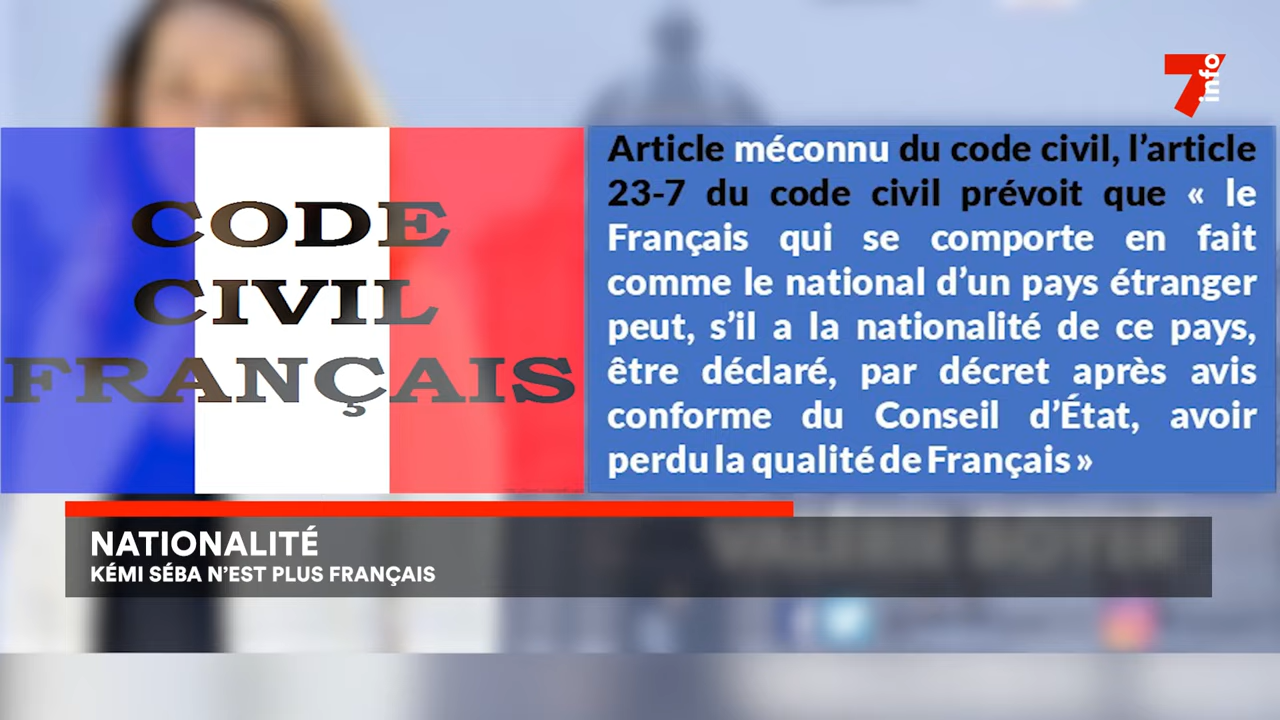 7 info
Article méconnu du code civil, l’article
23-7 du code civil prévoit que « le
Français qui se comporte en fait
comme le national d’un pays étranger
peut, s’il a la nationalité de ce pays,
être déclaré, par décret après avis
conforme du Conseil d’État, avoir
perdu la qualité de Français »
CODE
CIVIL
FRANÇAIS
NATIONALITÉ
KÉMI SÉBA N’EST PLUS FRANÇAIS